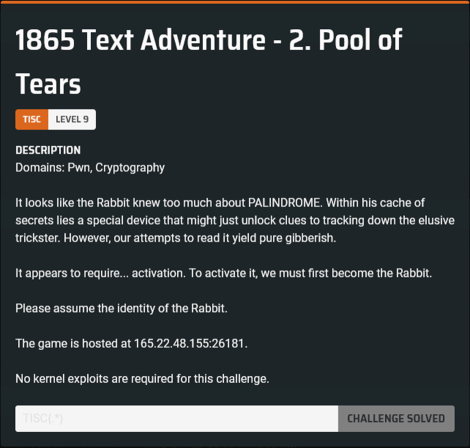 1865 Text Adventure - 2. Pool of
Tears
TISC LEVEL 9
DESCRIPTION
Domains: Pwn, Cryptography
It looks like the Rabbit knew too much about PALINDROME. Within his cache of
secrets lies a special device that might just unlock clues to tracking down the elusive
trickster. However, our attempts to read it yield pure gibberish.
It appears to require... activation. To activate it, we must first become the Rabbit.
Please assume the identity of the Rabbit.
The game is hosted at 165.22.48.155:26181.
No kernel exploits are required for this challenge.
TISC{.*} CHALLENGE SOLVED